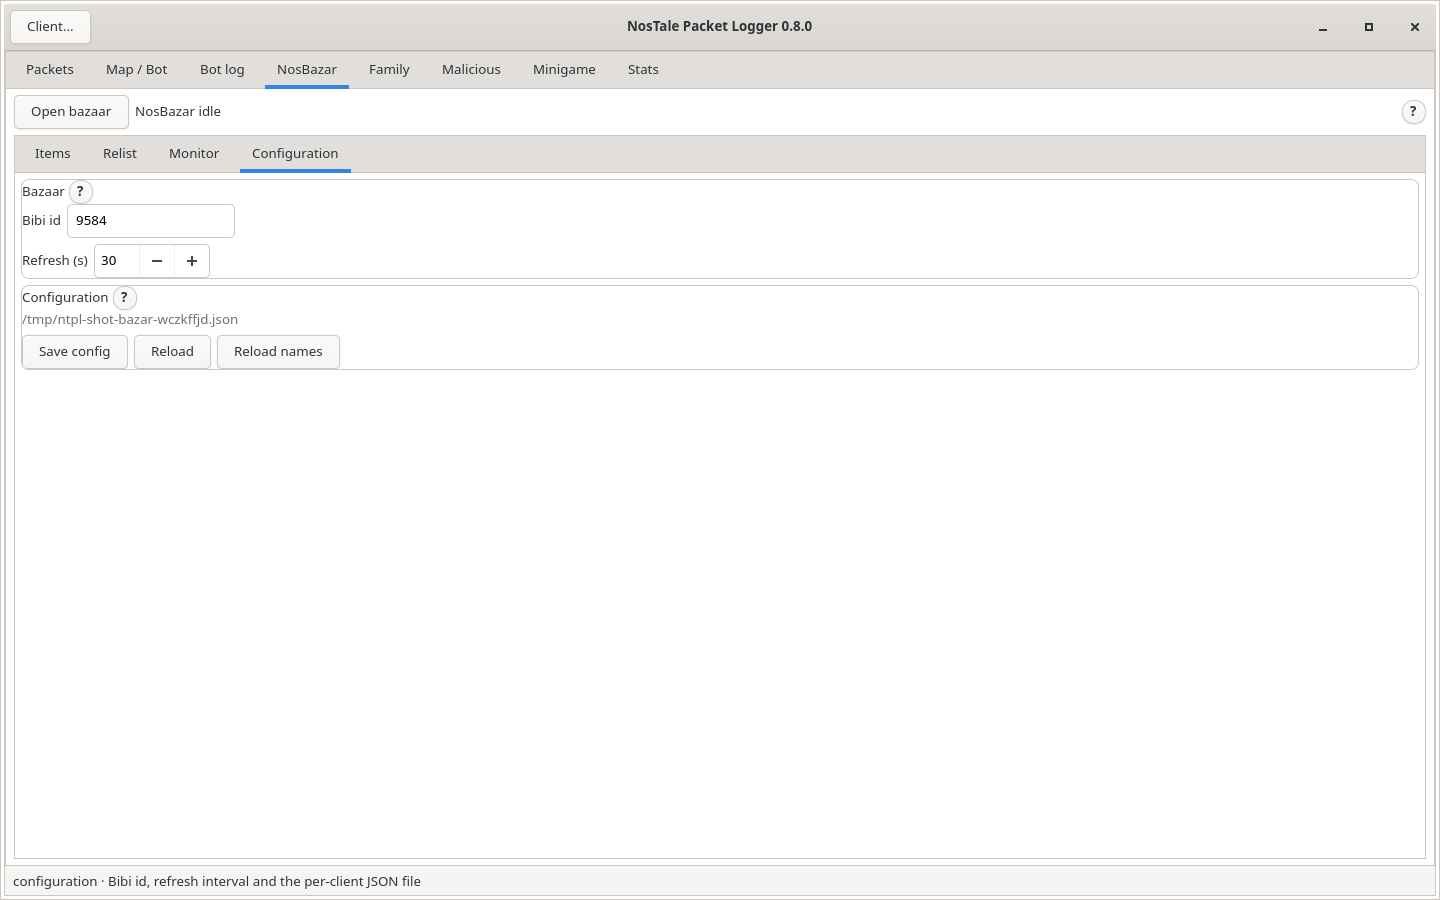 Client...
NosTale Packet Logger 0.8.0
Packets Map / Bot Bot log NosBazar Family Malicious Minigame Stats
Open bazaar NosBazar idle ?
Items Relist Monitor Configuration
Bazaar ?
Bibi id 9584
Refresh (s) 30 − +
Configuration ?
/tmp/ntpl-shot-bazar-wczkffjd.json
Save config Reload Reload names
configuration · Bibi id, refresh interval and the per-client JSON file